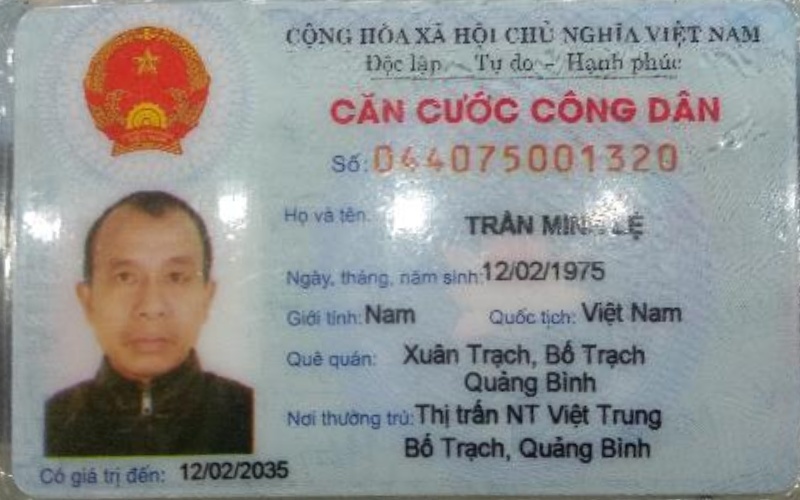 CỘNG HÒA XÃ HỘI CHỦ NGHĨA VIỆT NAM
Độc lập - Tự do - Hạnh phúc
CĂN CƯỚC CÔNG DÂN
Số: 044075001320
Họ và tên: TRẦN LỆ
Ngày, tháng, năm sinh: 12/02/1975
Giới tính: Nam Quốc tịch: Việt Nam
Quê quán: Xuân Trạch, Bố Trạch
Quảng Bình
Nơi thường trú: Thị trấn NT Việt Trung
Bố Trạch, Quảng Bình
Có giá trị đến: 12/02/2035